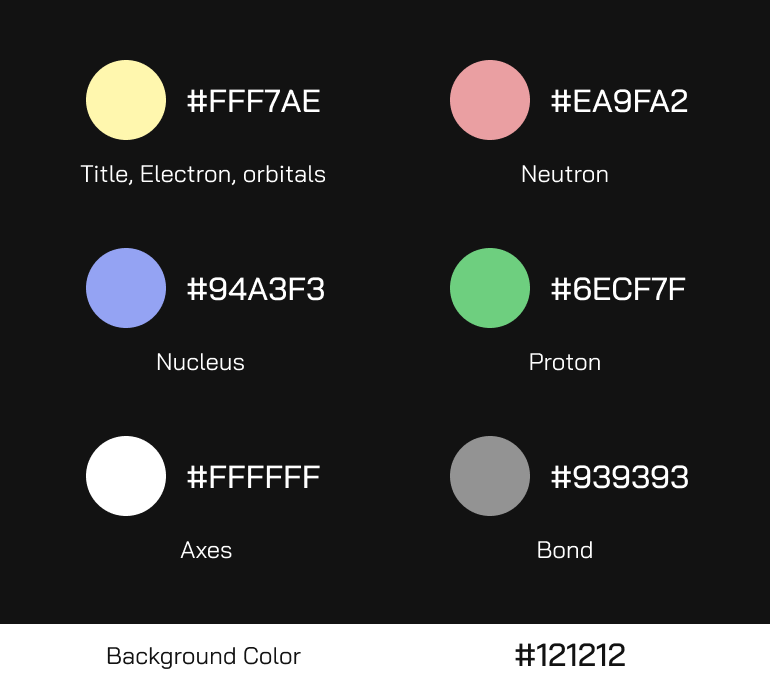 #FFF7AE
#EA9FA2
Title, Electron, orbitals
Neutron
#94A3F3
#6ECF7F
Nucleus
Proton
#FFFFFF
#939393
Axes
Bond
Background Color
#121212